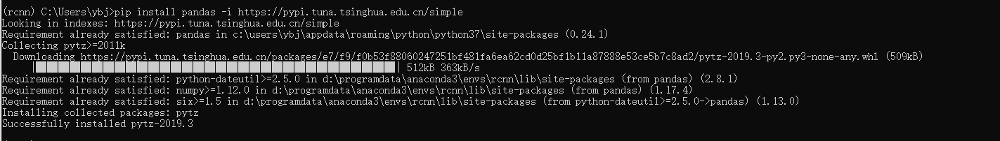 (rcnn) C:\Users\ybj>pip install pandas -i https://pypi.tuna.tsinghua.edu.cn/simple
Looking in indexes: https://pypi.tuna.tsinghua.edu.cn/simple
Requirement already satisfied: pandas in c:\users\ybj\appdata\roaming\python\python37\site-packages (0.24.1)
Collecting pytz>=2011k
Downloading https://pypi.tuna.tsinghua.edu.cn/packages/e7/f9/f0b53f88060247251bf481fa6ea62cd0d25bf1b11a87888e53ce5b7c8ad2/pytz-2019.3-py2.py3-none-any.whl (509kB)
512kB 363kB/s
Requirement already satisfied: python-dateutil>=2.5.0 in d:\programdata\anaconda3\envs\rcnn\lib\site-packages (from pandas) (2.8.1)
Requirement already satisfied: numpy>=1.12.0 in d:\programdata\anaconda3\envs\rcnn\lib\site-packages (from pandas) (1.17.4)
Requirement already satisfied: six>=1.5 in d:\programdata\anaconda3\envs\rcnn\lib\site-packages (from python-dateutil>=2.5.0->pandas) (1.13.0)
Installing collected packages: pytz
Successfully installed pytz-2019.3